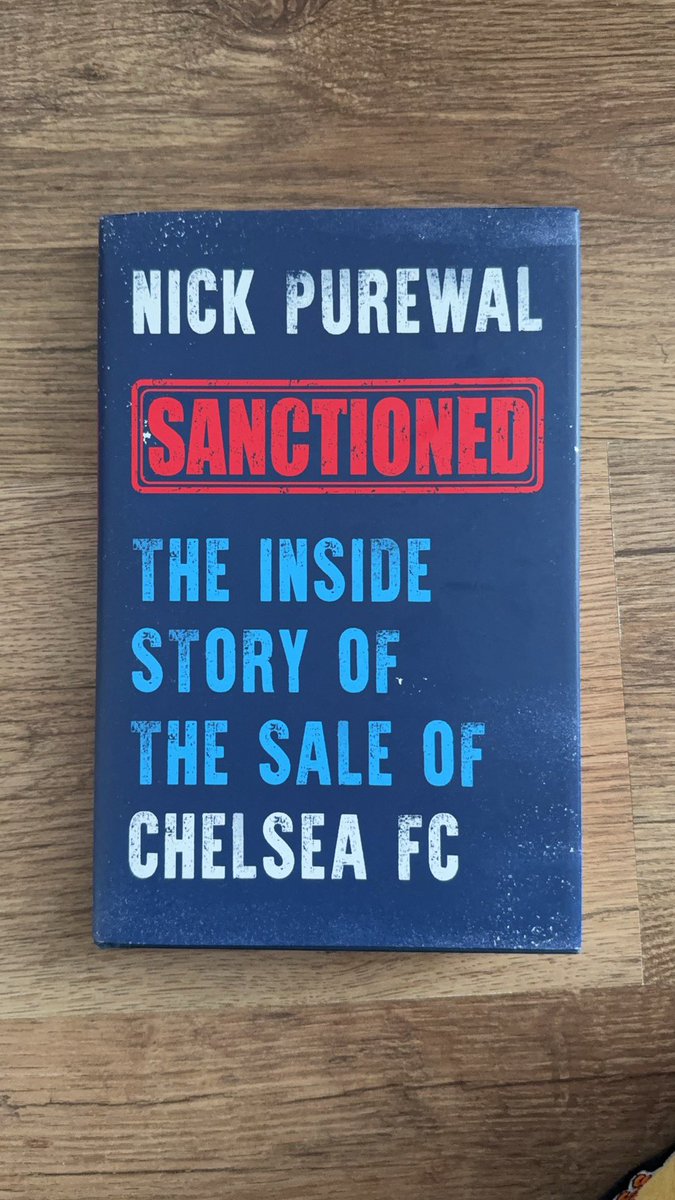 NICK PUREWAL
SANCTIONED
THE INSIDE
STORY OF
THE SALE OF
CHELSEA FC